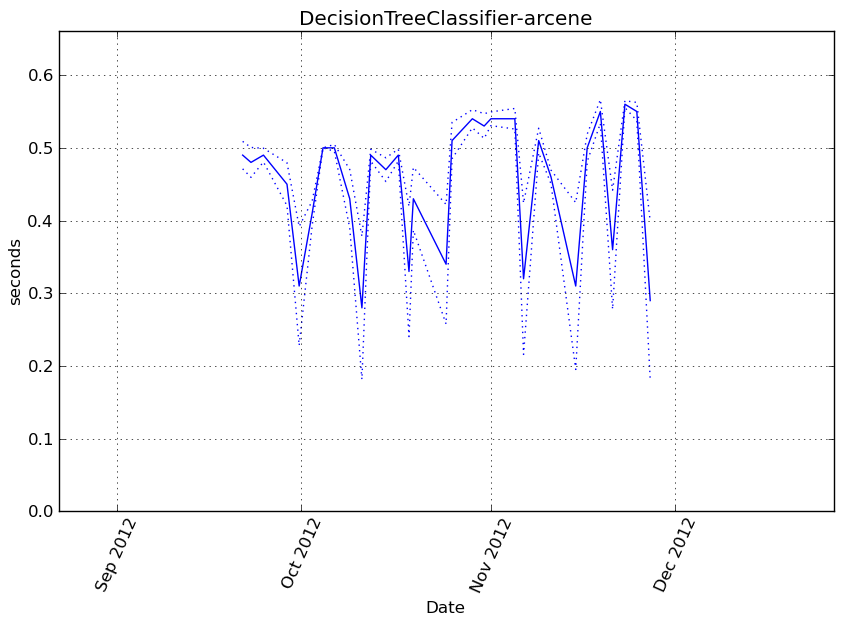 DecisionTreeClassifier-arcene
0.6
0.5
0.4
0.3
0.2
0.1
0.0
seconds
Sep 2012
Oct 2012
Nov 2012
Dec 2012
Date